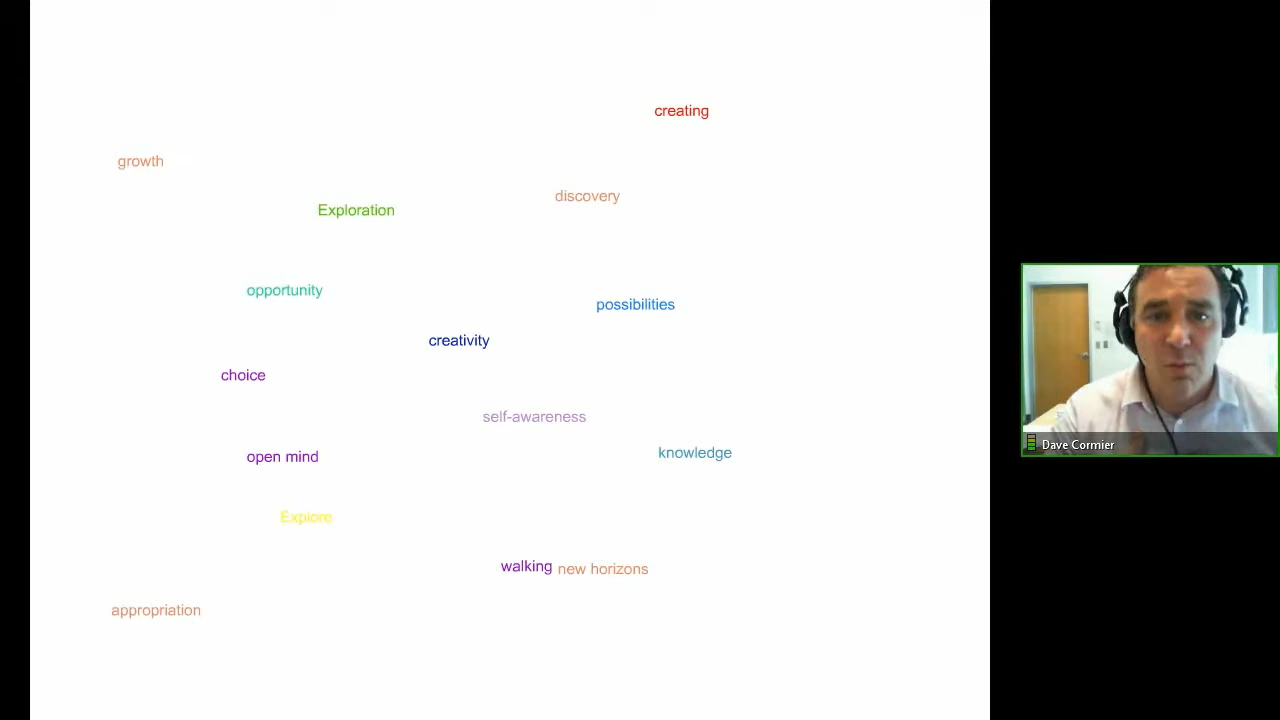 creating
growth
discovery
Exploration
opportunity
possibilities
creativity
choice
self-awareness
Dave Cormier
knowledge
open mind
Explore
walking new horizons
appropriation